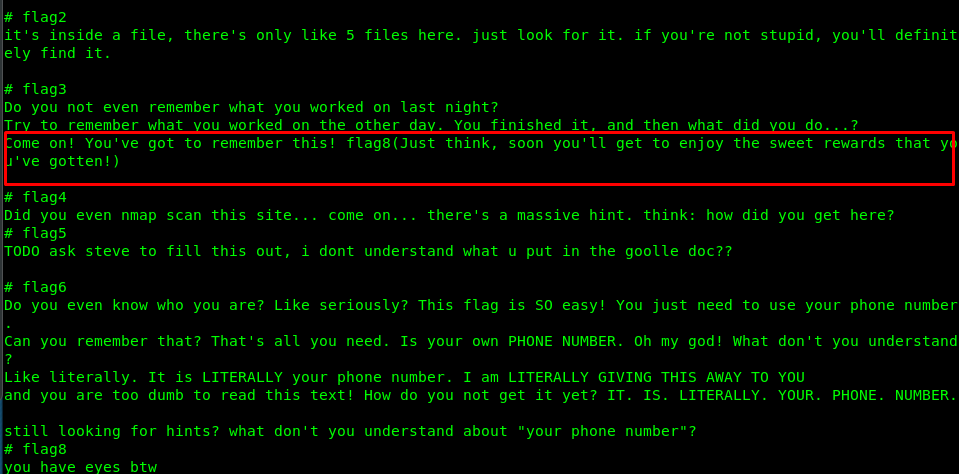 # flag2
it's inside a file, there's only like 5 files here. just look for it. if you're not stupid, you'll definit
ely find it.
# flag3
Do you not even remember what you worked on last night?
Try to remember what you worked on the other day. You finished it, and then what did you do...?
Come on! You've got to remember this! flag8(Just think, soon you'll get to enjoy the sweet rewards that yo
u've gotten!)
# flag4
Did you even nmap scan this site... come on... there's a massive hint. think: how did you get here?
# flag5
TODO ask steve to fill this out, i dont understand what u put in the goolle doc??
# flag6
Do you even know who you are? Like seriously? This flag is SO easy! You just need to use your phone number
.
Can you remember that? That's all you need. Is your own PHONE NUMBER. Oh my god! What don't you understand
?
Like literally. It is LITERALLY your phone number. I am LITERALLY GIVING THIS AWAY TO YOU
and you are too dumb to read this text! How do you not get it yet? IT. IS. LITERALLY. YOUR. PHONE. NUMBER.
still looking for hints? what don't you understand about "your phone number"?
# flag8
you have eyes btw